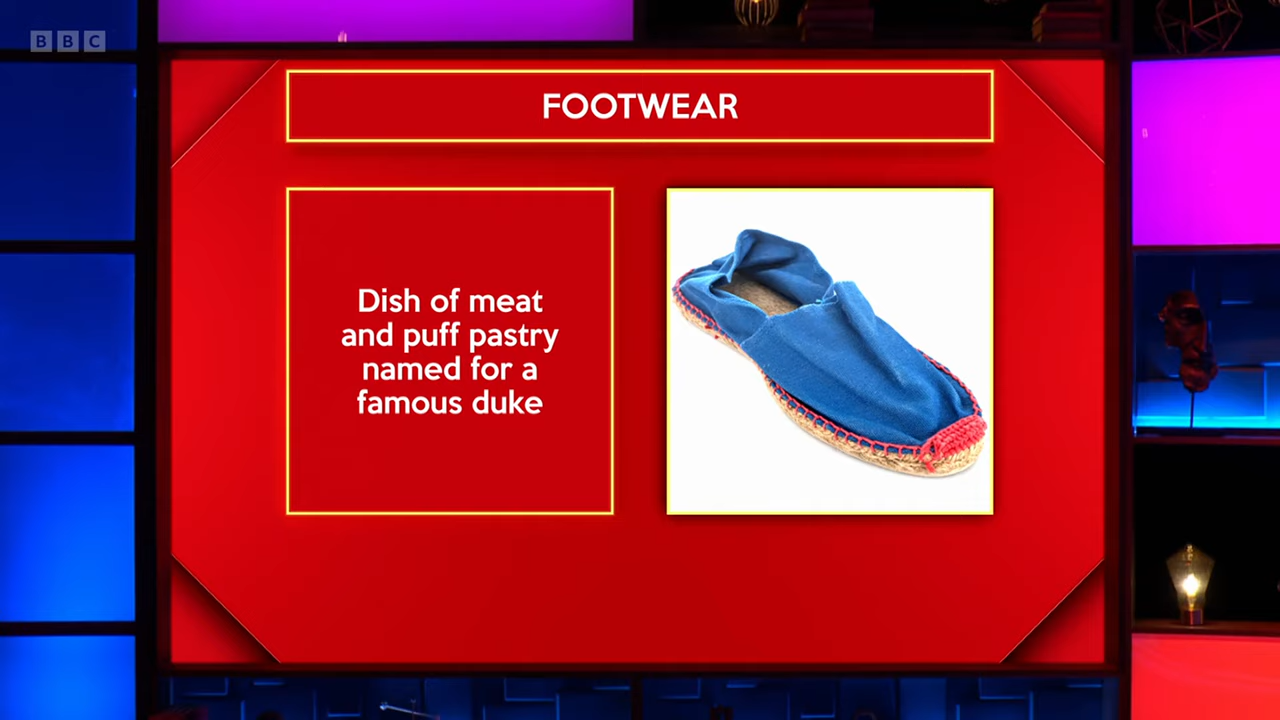 BBC
FOOTWEAR
Dish of meat
and puff pastry
named for a
famous duke